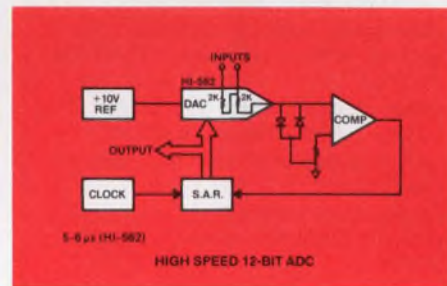 INPUTS
HI-562
+10V
REF
DAC
2K
2K
COMP
OUTPUT
CLOCK
S.A.R.
5-6 µs (HI-562)
HIGH SPEED 12-BIT ADC